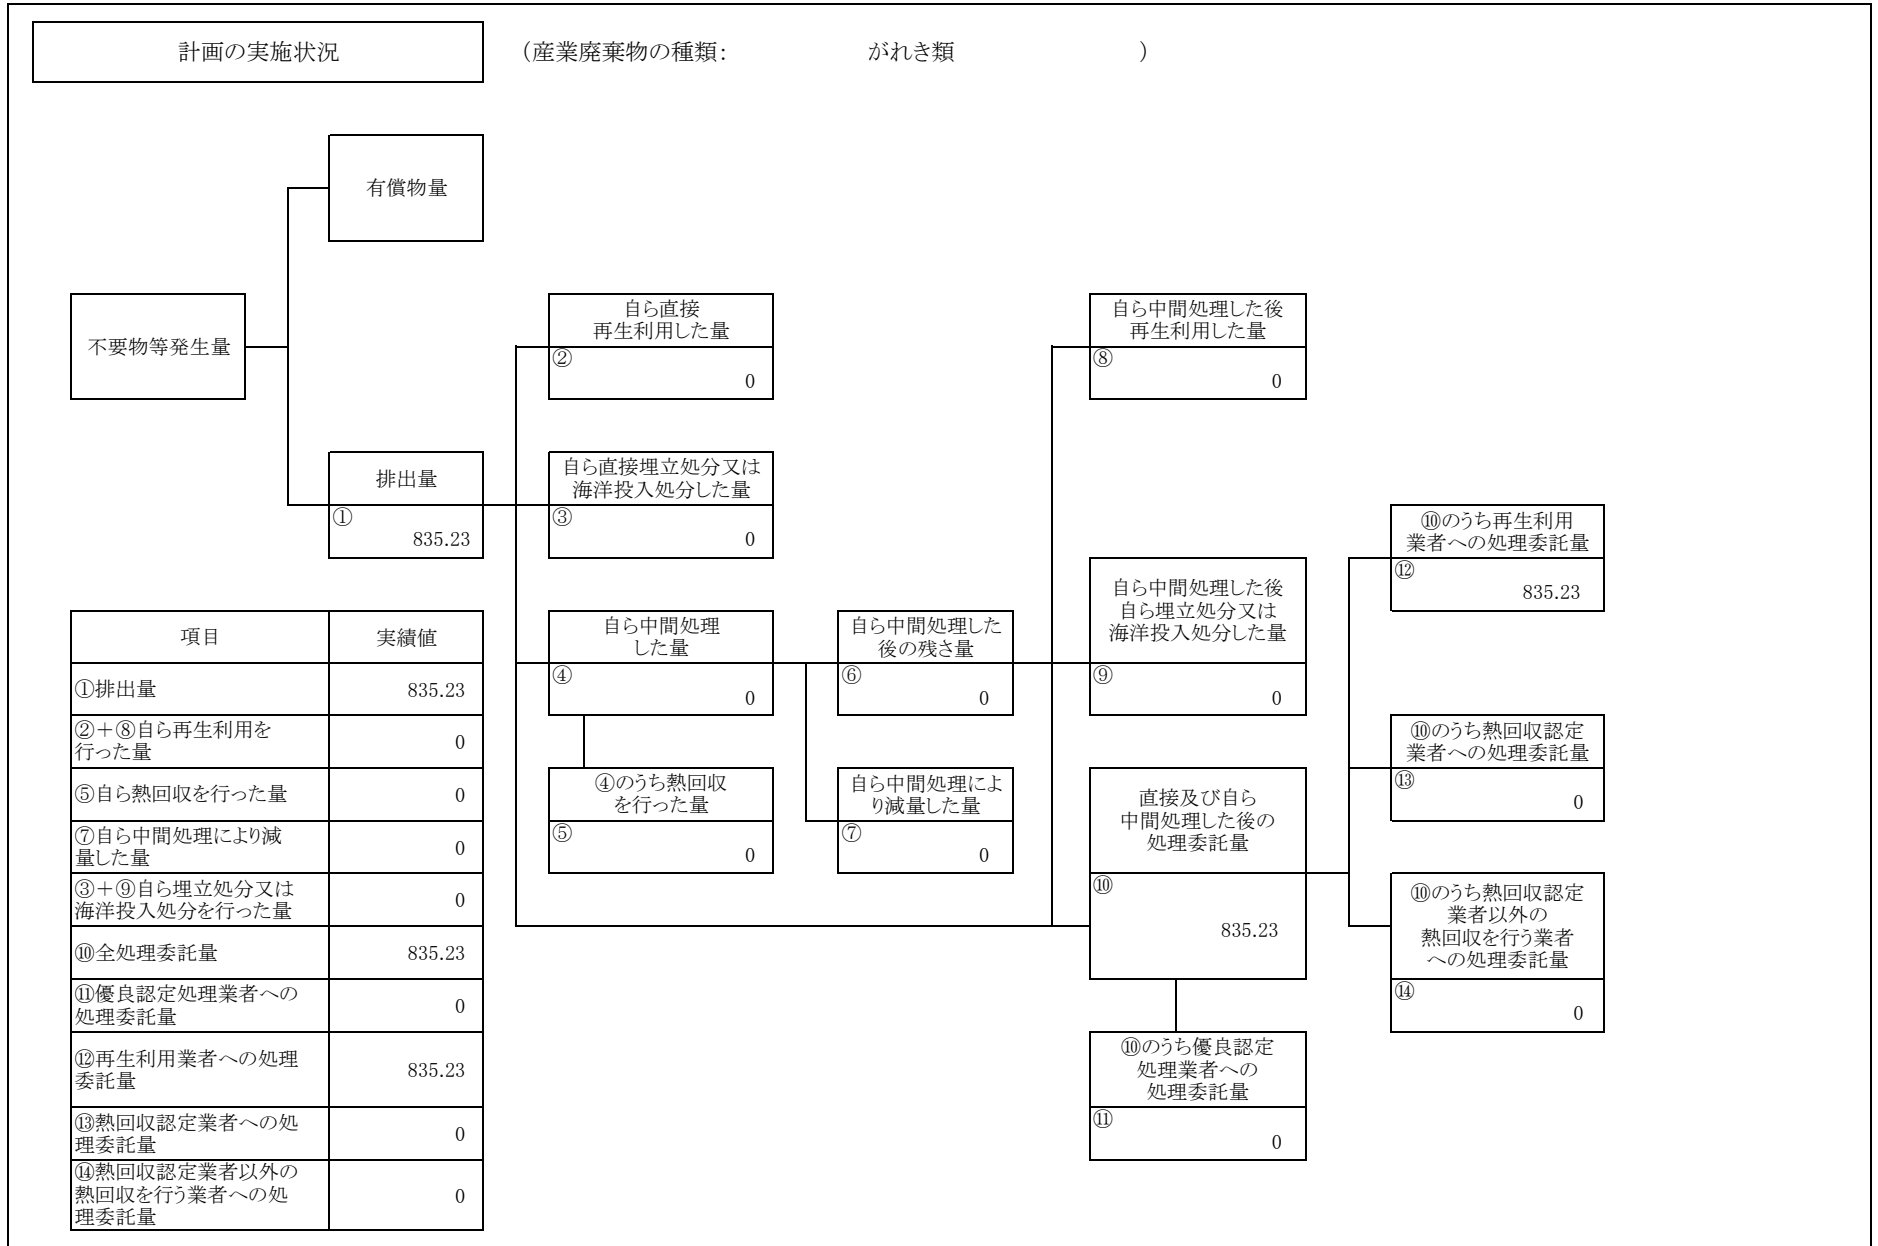 計画の実施状況
（産業廃棄物の種類： がれき類 ）
有償物量
不要物等発生量
自ら直接
再生利用した量
②
0
自ら中間処理した後
再生利用した量
⑧
0
排出量
①
835.23
自ら直接埋立処分又は
海洋投入処分した量
③
0
⑩のうち再生利用
業者への処理委託量
⑫
835.23
自ら中間処理
した量
④
0
自ら中間処理した
後の残さ量
⑥
0
自ら中間処理した後
自ら埋立処分又は
海洋投入処分した量
⑨
0
④のうち熱回収
を行った量
⑤
0
自ら中間処理によ
り減量した量
⑦
0
直接及び自ら
中間処理した後の
処理委託量
⑩
835.23
⑩のうち熱回収認定
業者への処理委託量
⑬
0
⑩のうち熱回収認定
業者以外の
熱回収を行う業者
への処理委託量
⑭
0
⑩のうち優良認定
処理業者への
処理委託量
⑪
0
項目 実績値
①排出量 835.23
②＋⑧自ら再生利用を
行った量 0
⑤自ら熱回収を行った量 0
⑦自ら中間処理により減
量した量 0
③＋⑨自ら埋立処分又は
海洋投入処分を行った量 0
⑩全処理委託量 835.23
⑪優良認定処理業者への
処理委託量 0
⑫再生利用業者への処理
委託量 835.23
⑬熱回収認定業者への処
理委託量 0
⑭熱回収認定業者以外の
熱回収を行う業者への処
理委託量 0